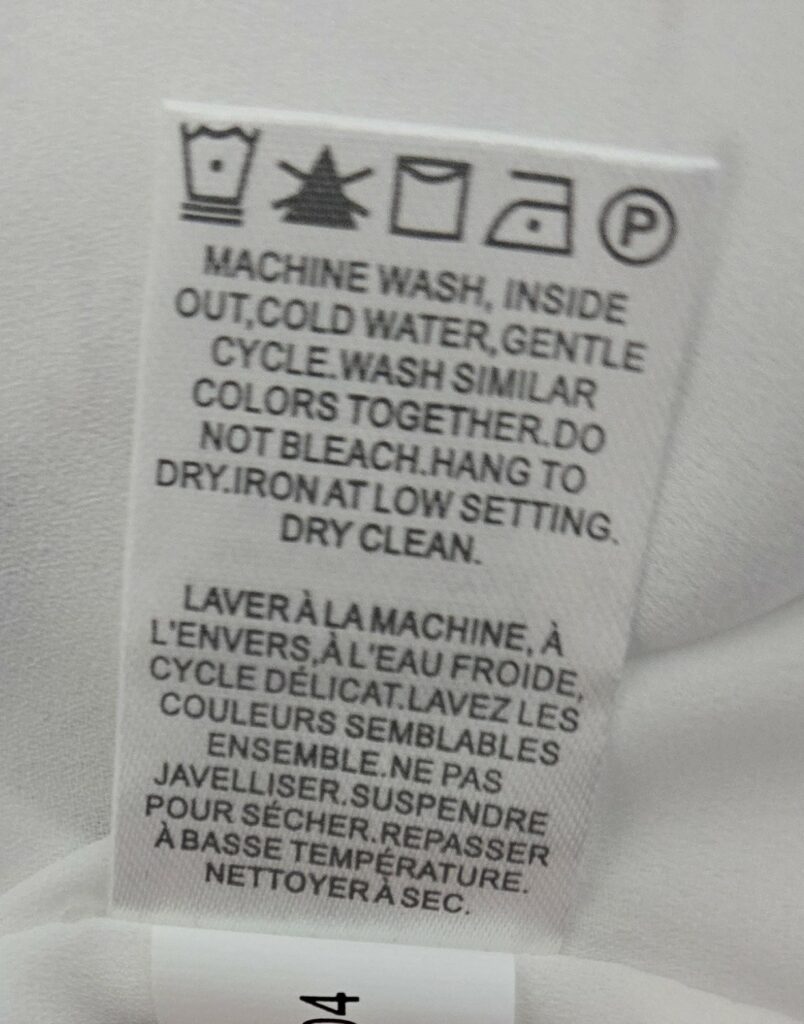 P
MACHINE WASH, INSIDE
OUT,COLD WATER,GENTLE
CYCLE.WASH SIMILAR
COLORS TOGETHER.DO
NOT BLEACH.HANG TO
DRY.IRON AT LOW SETTING.
DRY CLEAN.
LAVER À LA MACHINE, À
L'ENVERS,À L'EAU FROIDE,
CYCLE DÉLICAT.LAVEZ LES
COULEURS SEMBLABLES
ENSEMBLE.NE PAS
JAVELLISER.SUSPENDRE
POUR SÉCHER.REPASSER
À BASSE TEMPÉRATURE.
NETTOYER À SEC.